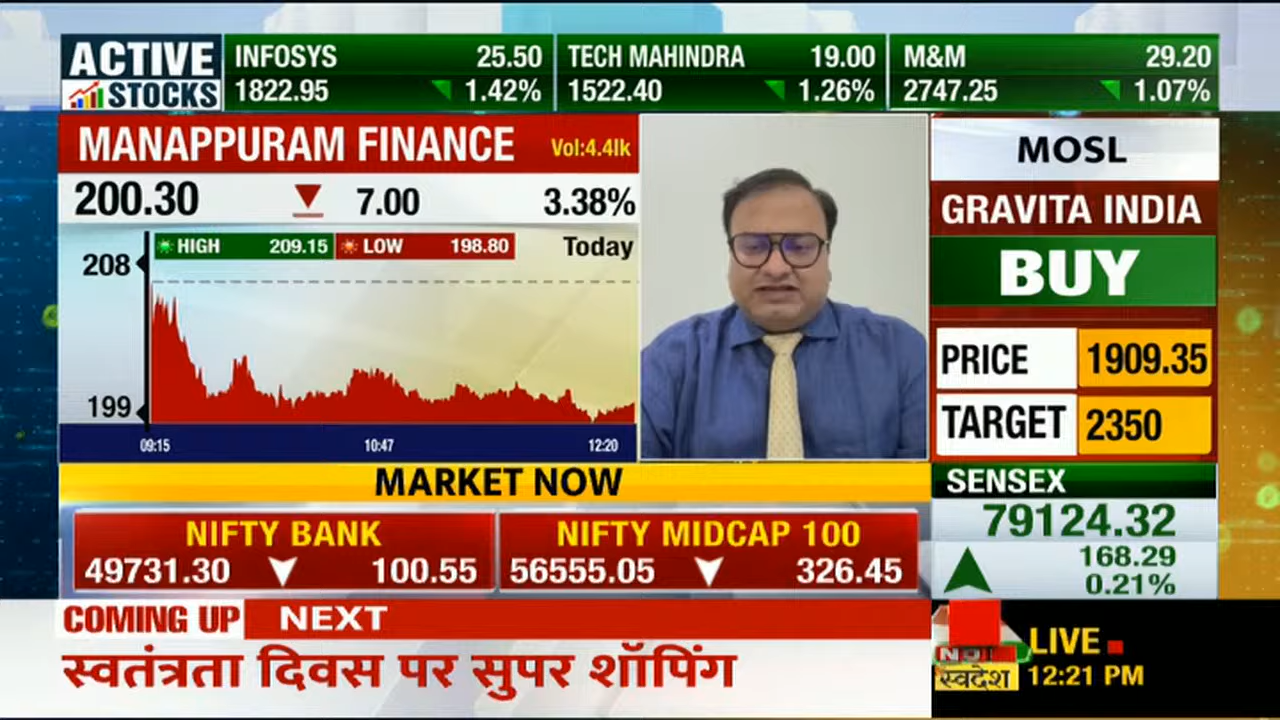 ACTIVE STOCKS
INFOSYS 25.50
1822.95 1.42%
TECH MAHINDRA 19.00
1522.40 1.26%
M&M 29.20
2747.25 1.07%
MANAPPURAM FINANCE Vol:4.4lk
200.30 7.00 3.38%
HIGH 209.15 LOW 198.80 Today
208
199
09:15 10:47 12:20
MOSL
GRAVITA INDIA
BUY
PRICE 1909.35
TARGET 2350
MARKET NOW
NIFTY BANK
49731.30 100.55
NIFTY MIDCAP 100
56555.05 326.45
SENSEX
79124.32
168.29
0.21%
COMING UP NEXT
स्वतंत्रता दिवस पर सुपर शॉपिंग
स्वदेश
LIVE
12:21 PM